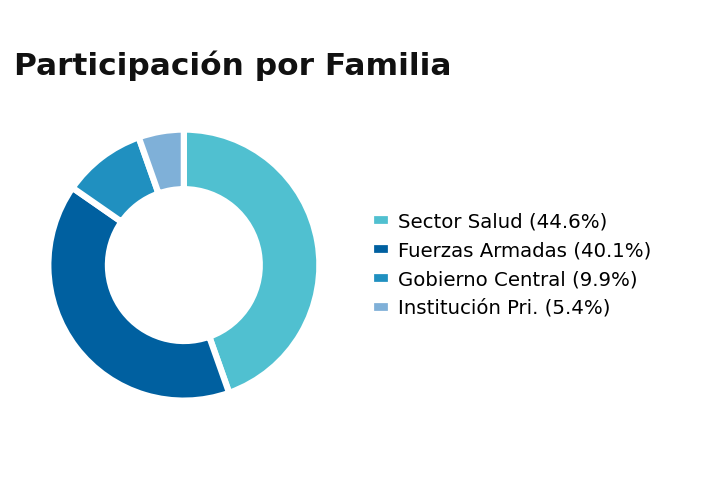 Participación por Familia
Sector Salud (44.6%)
Fuerzas Armadas (40.1%)
Gobierno Central (9.9%)
Institución Pri. (5.4%)